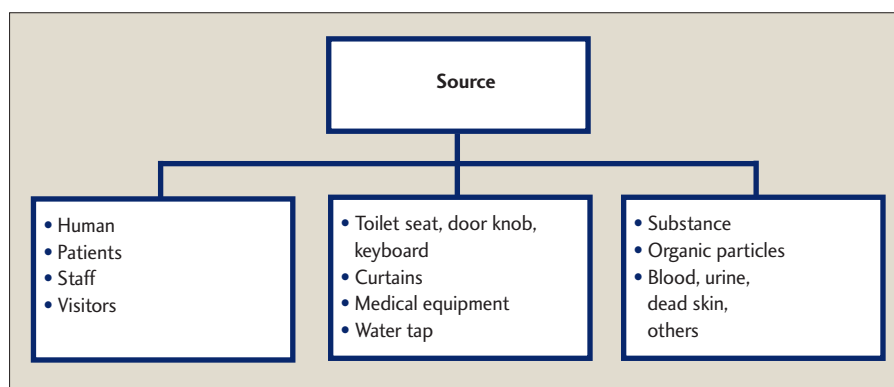 Source
• Human
• Patients
• Staff
• Visitors
• Toilet seat, door knob,
keyboard
• Curtains
• Medical equipment
• Water tap
• Substance
• Organic particles
• Blood, urine,
dead skin,
others